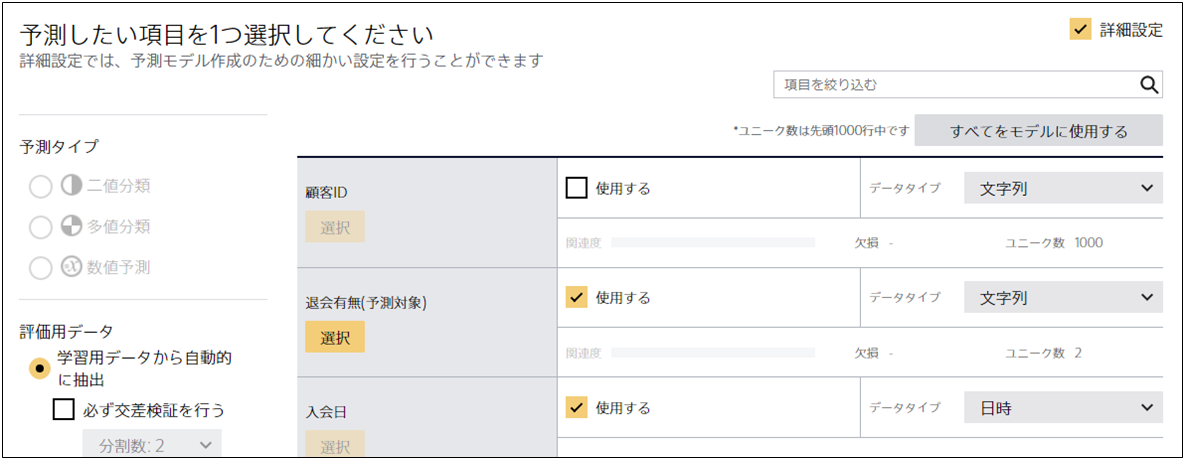 予測したい項目を1つ選択してください
詳細設定
詳細設定では、予測モデル作成のための細かい設定を行うことができます
項目を絞り込む
*ユニーク数は先頭1000行中です
すべてをモデルに使用する
予測タイプ
二値分類
多値分類
数値予測
評価用データ
学習用データから自動的
に抽出
必ず交差検証を行う
分割数: 2
顧客ID
選択
使用する
データタイプ
文字列
関連度
欠損 -
ユニーク数 1000
退会有無(予測対象)
選択
使用する
データタイプ
文字列
関連度
欠損 -
ユニーク数 2
入会日
選択
使用する
データタイプ
日時